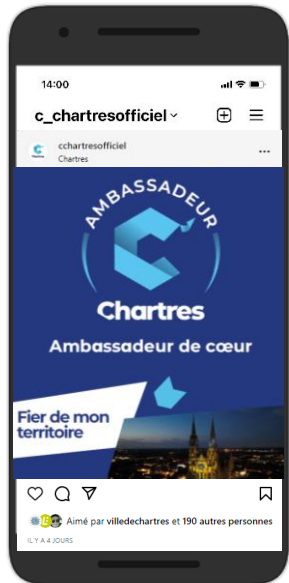 14:00
c_chartresofficiel
cchartresofficiel
Chartres
AMBASSADEUR
Chartres
Ambassadeur de cœur
Fier de mon
territoire
Aimé par villedechartres et 190 autres personnes
IL Y A 4 JOURS